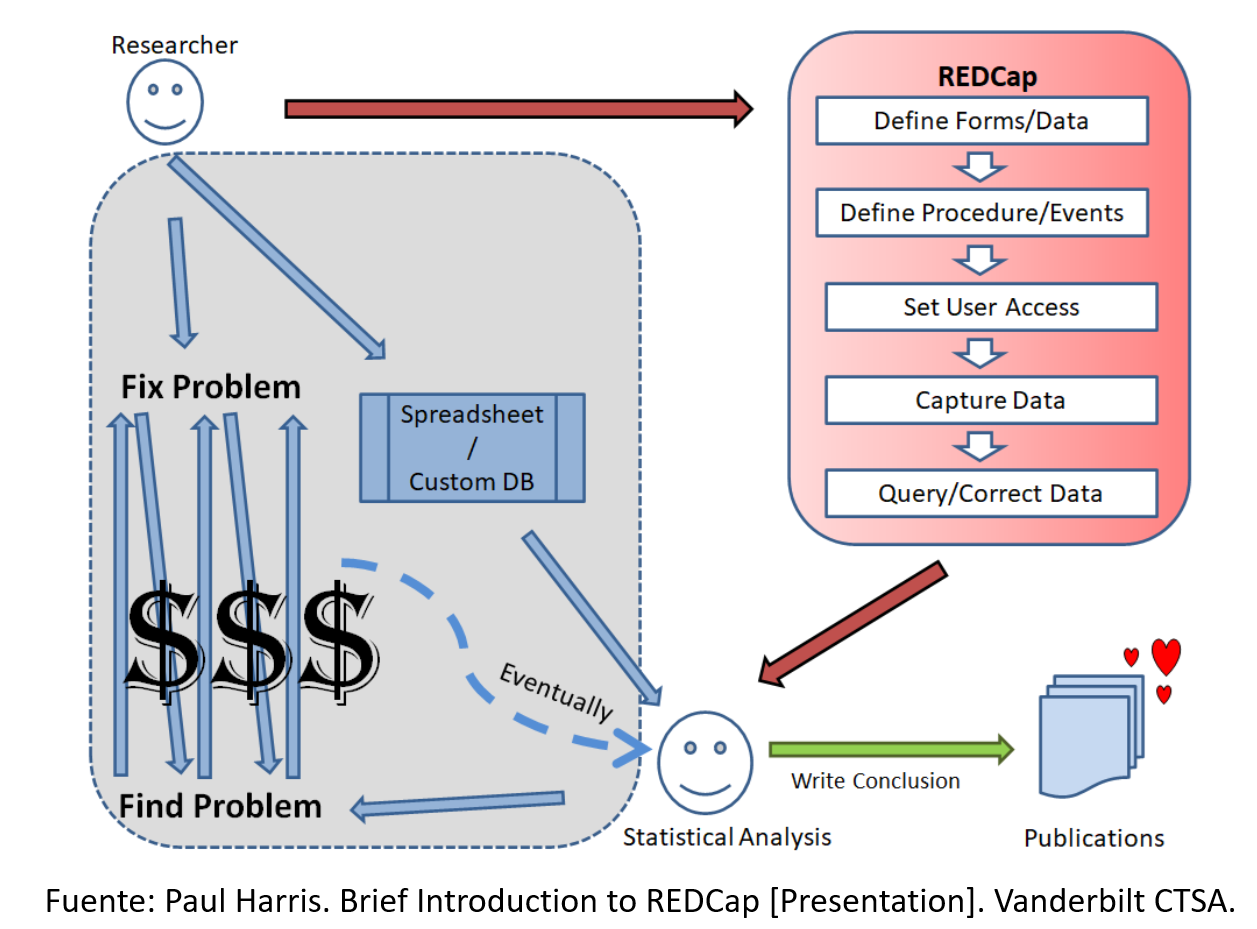 Researcher
REDCap
Define Forms/Data
Define Procedure/Events
Set User Access
Capture Data
Query/Correct Data
Fix Problem
Spreadsheet
/
Custom DB
$$$
Eventually
Find Problem
Write Conclusion
Statistical Analysis
Publications
Fuente: Paul Harris. Brief Introduction to REDCap [Presentation]. Vanderbilt CTSA.